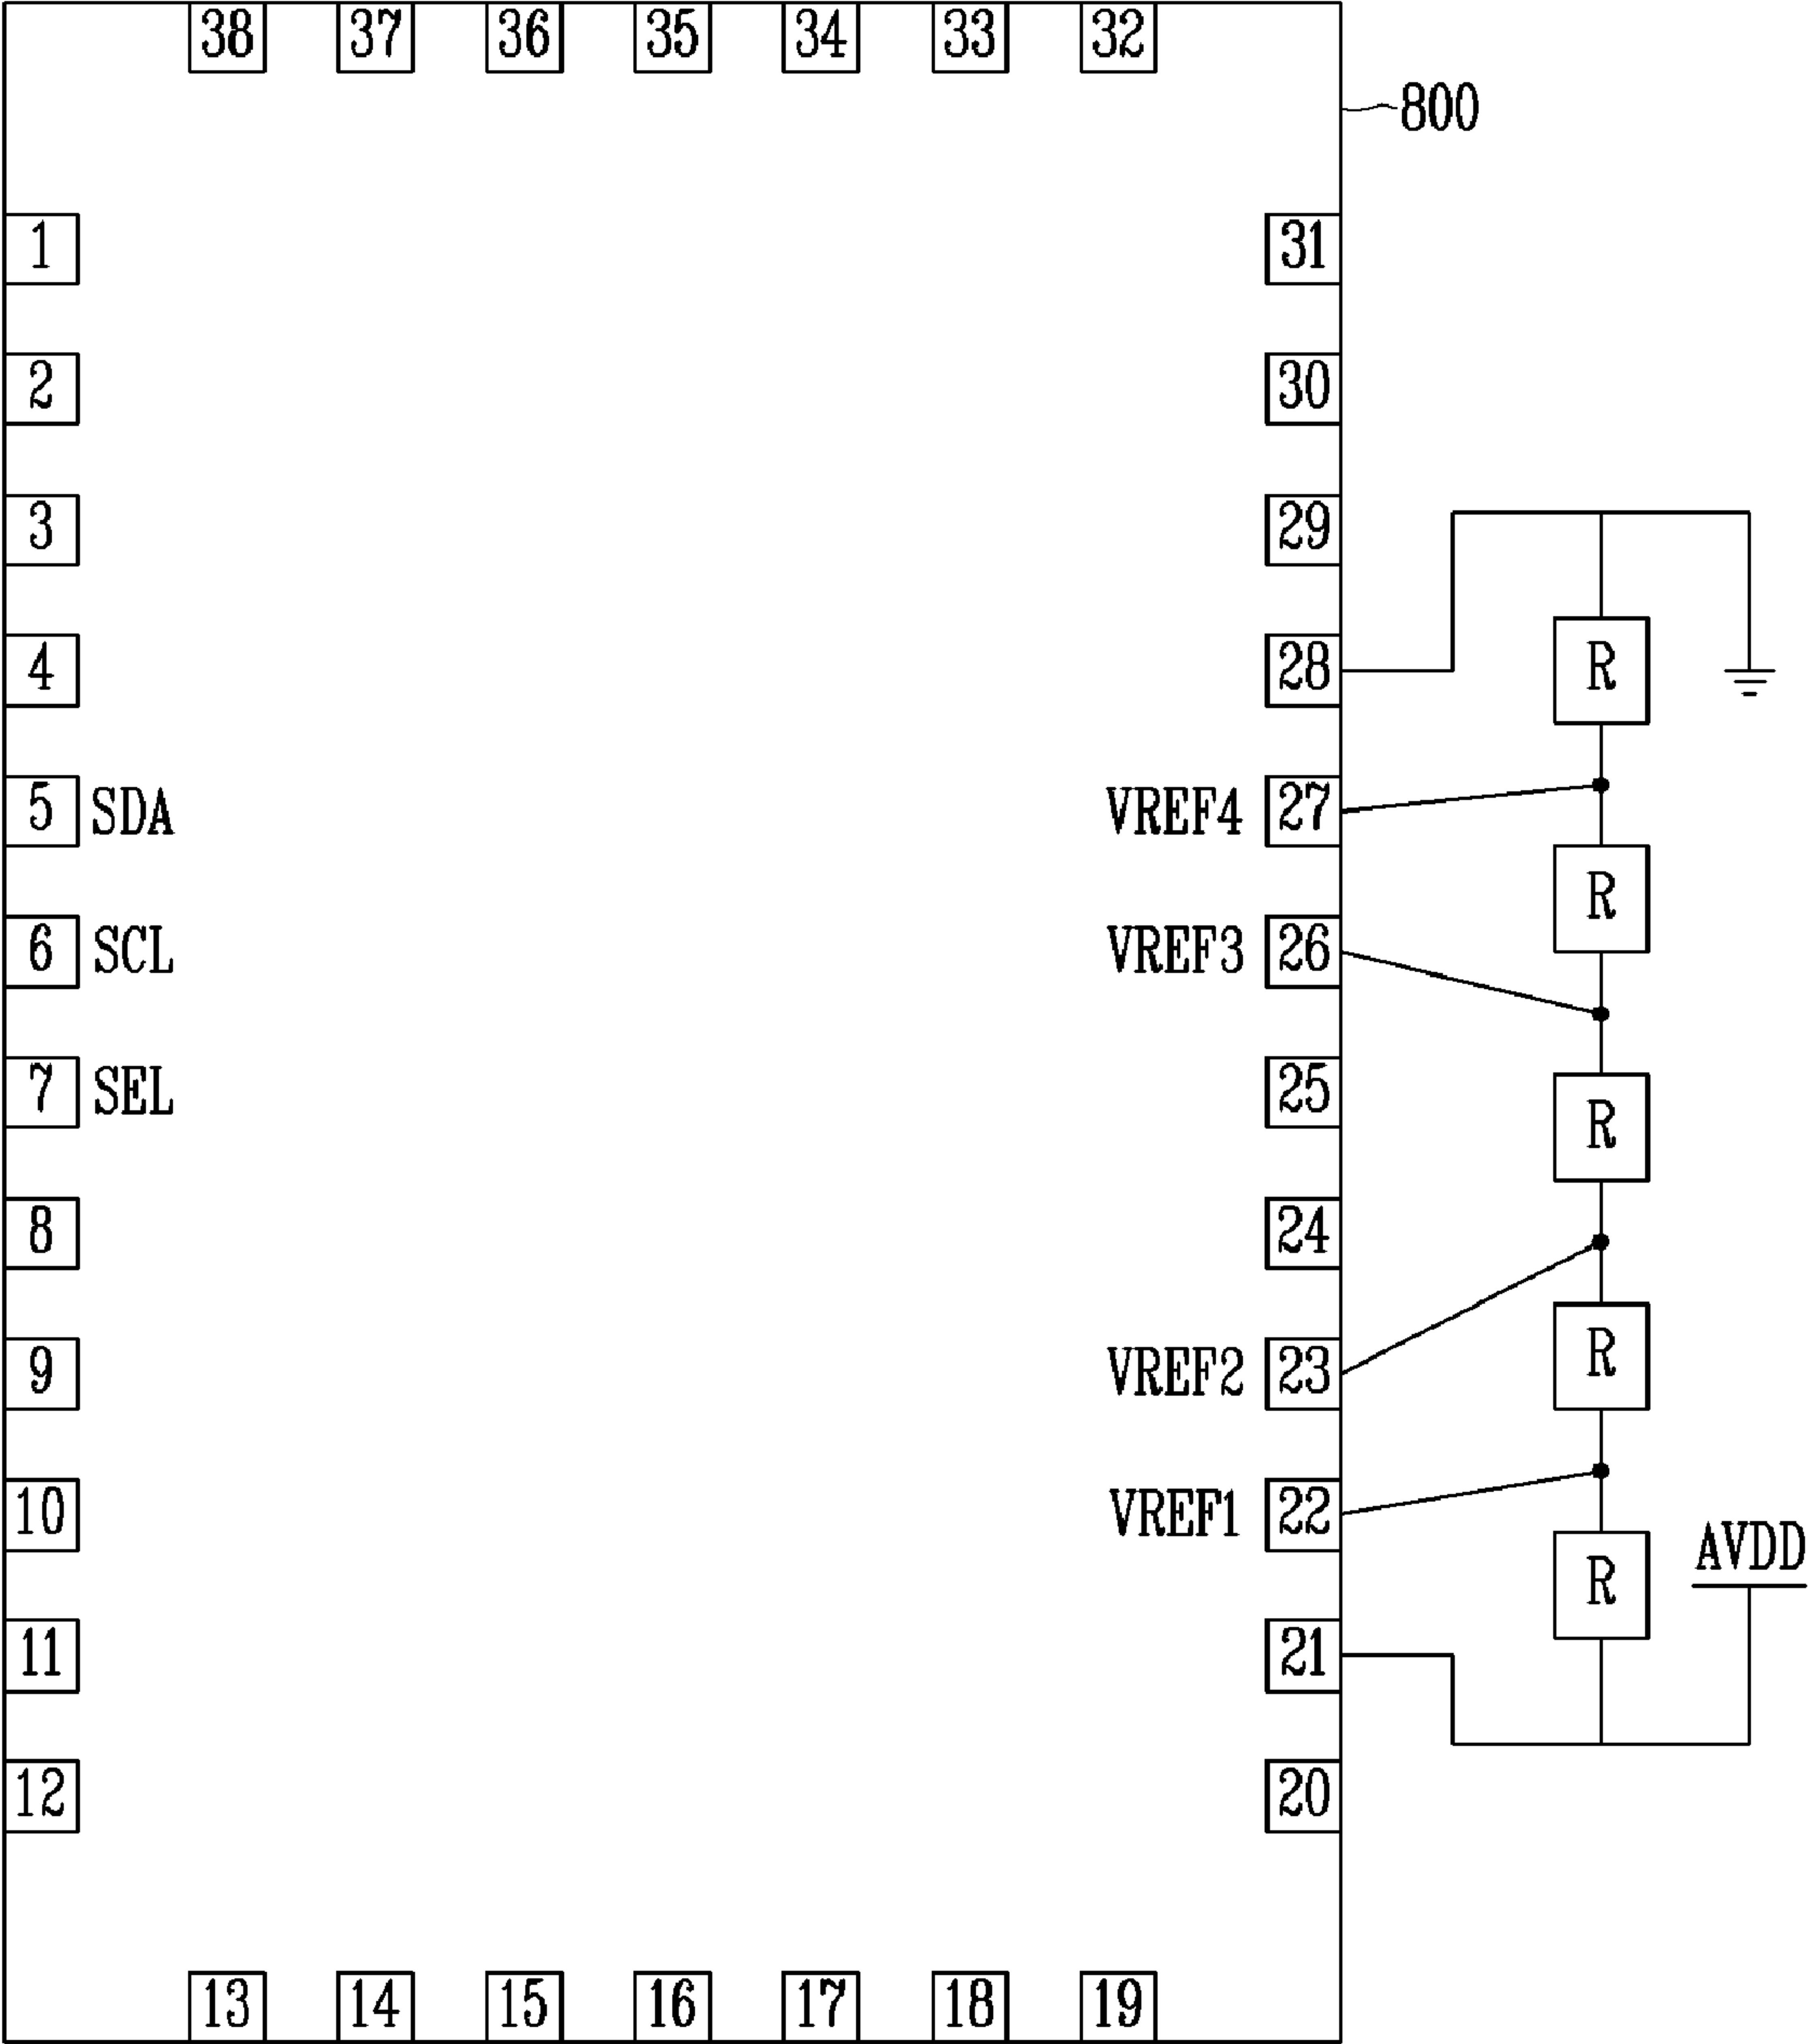 38 37 36 35 34 33 32
800
1 31
2 30
3 29
4 28 R
5 SDA VREF4 27
R
6 SCL VREF3 26
7 SEL 25 R
8 24
9 VREF2 23 R
10 VREF1 22
AVDD
R
11 21
12 20
13 14 15 16 17 18 19